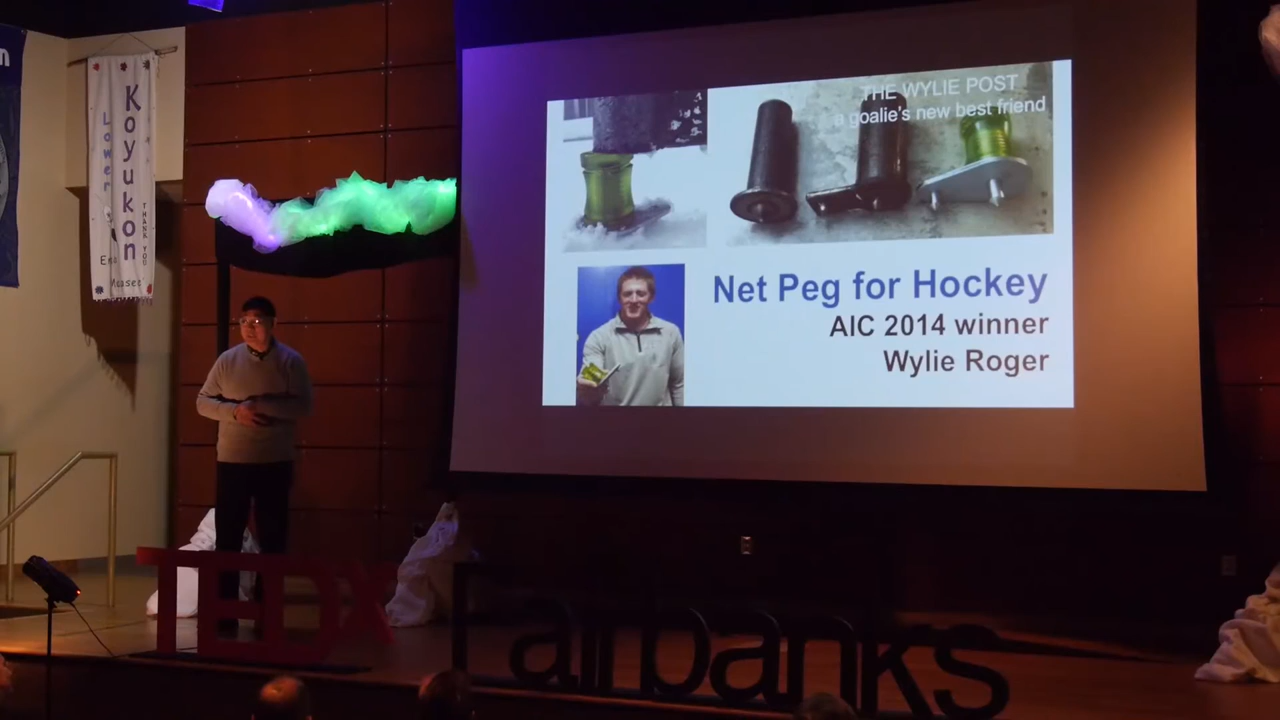 Koyukon
Lower
THANK YOU
THE WYLIE POST
a goalie's new best friend
Net Peg for Hockey
AIC 2014 winner
Wylie Roger
TEDx
Fairbanks